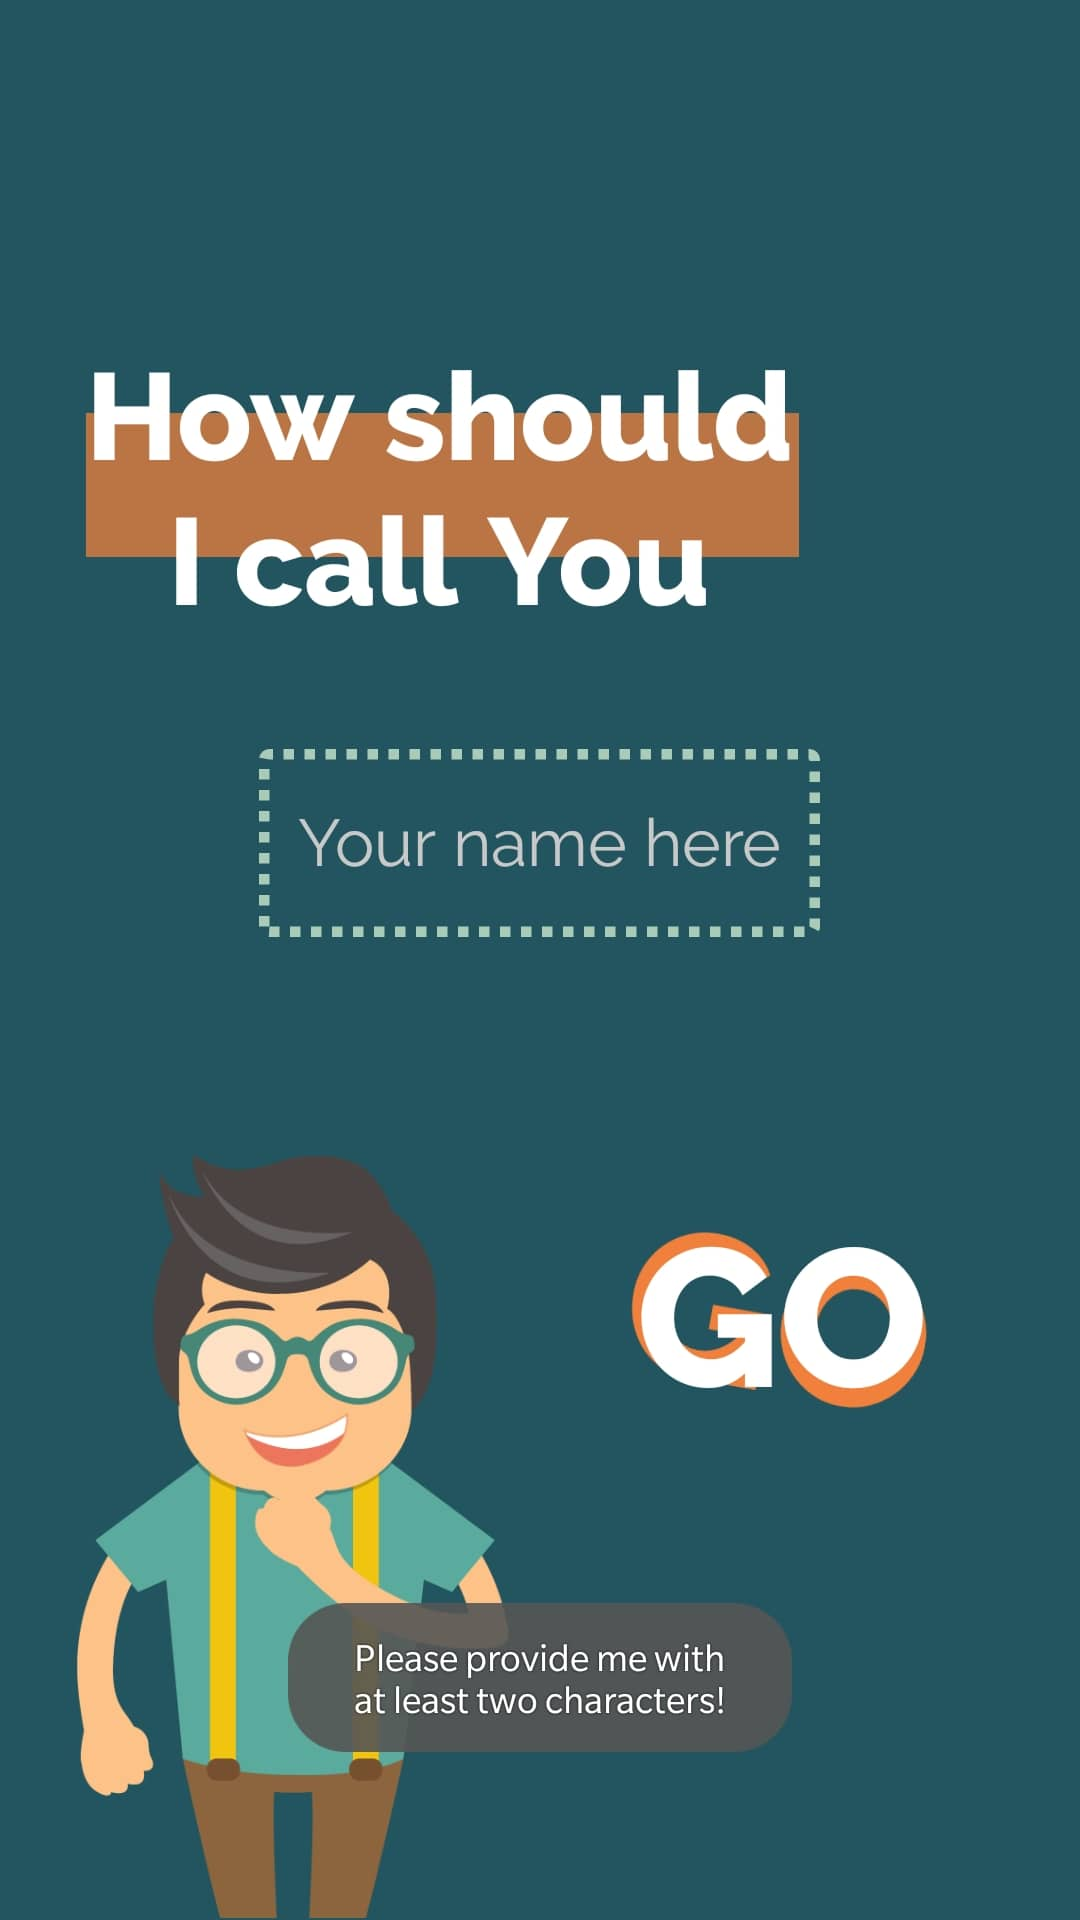 How should
I call You
Your name here
GO
Please provide me with
at least two characters!